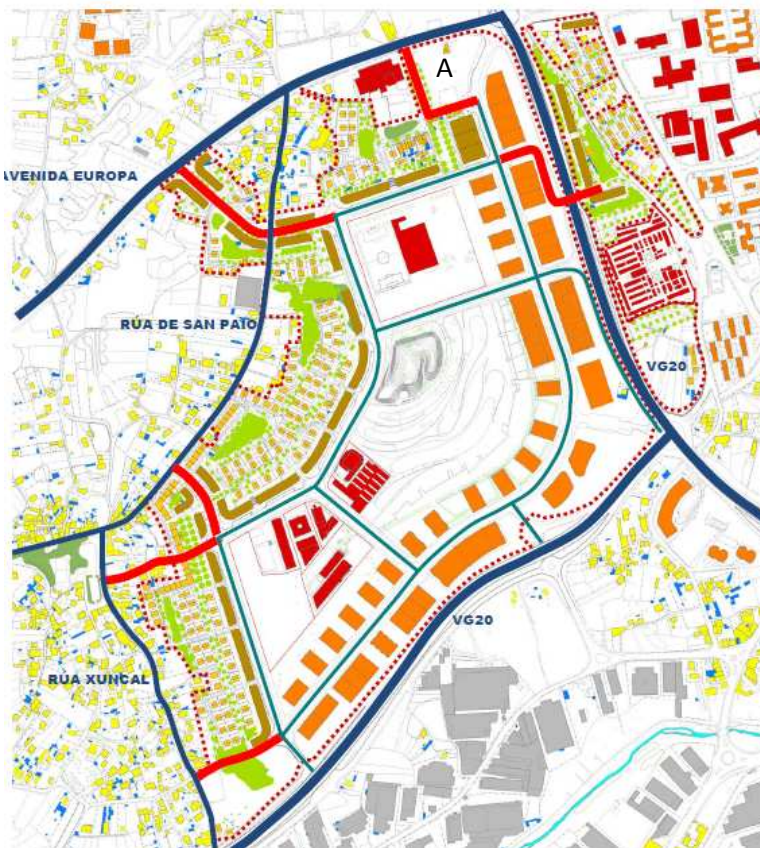 A
AVENIDA EUROPA
RÚA DE SAN PAIO
VG20
VG20
RÚA XUNCAL